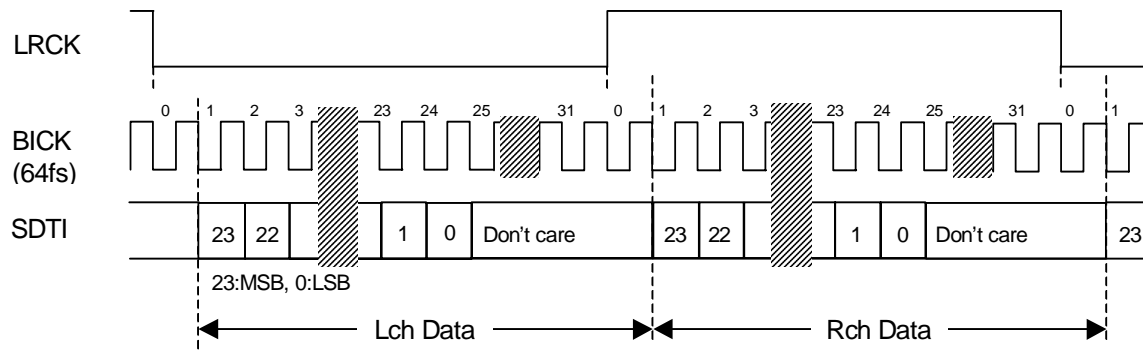 LRCK
0 1 2 3 23 24 25 31 0 1 2 3 23 24 25 31 0 1
BICK
(64fs)
SDTI
23 22 1 0 Don't care 23 22 1 0 Don't care 23
23:MSB, 0:LSB
Lch Data Rch Data